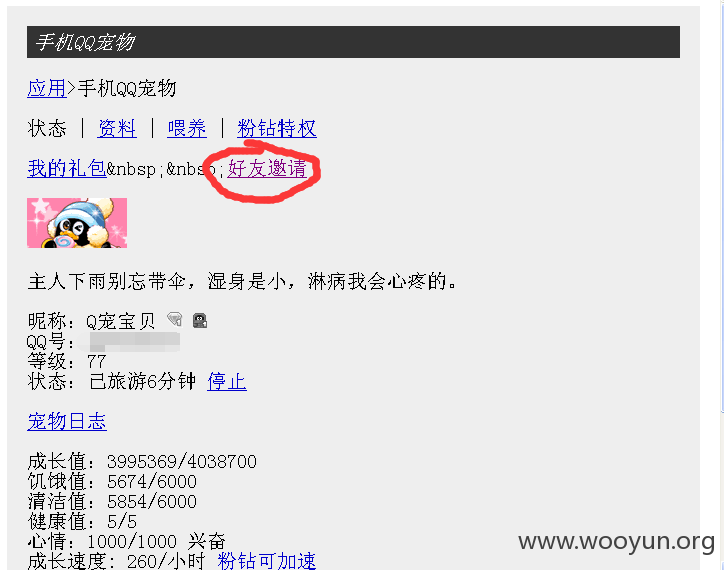 手机QQ宠物
应用>手机QQ宠物
状态 | 资料 | 喂养 | 粉钻特权
我的礼包&nbsp;&nbsp;好友邀请
主人下雨别忘带伞，湿身是小，淋病我会心疼的。
昵称：Q宠宝贝
QQ号：
等级：77
状态：已旅游6分钟 停止
宠物日志
成长值：3995369/4038700
饥饿值：5674/6000
清洁值：5854/6000
健康值：5/5
心情：1000/1000 兴奋
成长速度：260/小时 粉钻可加速
www.wooyun.org